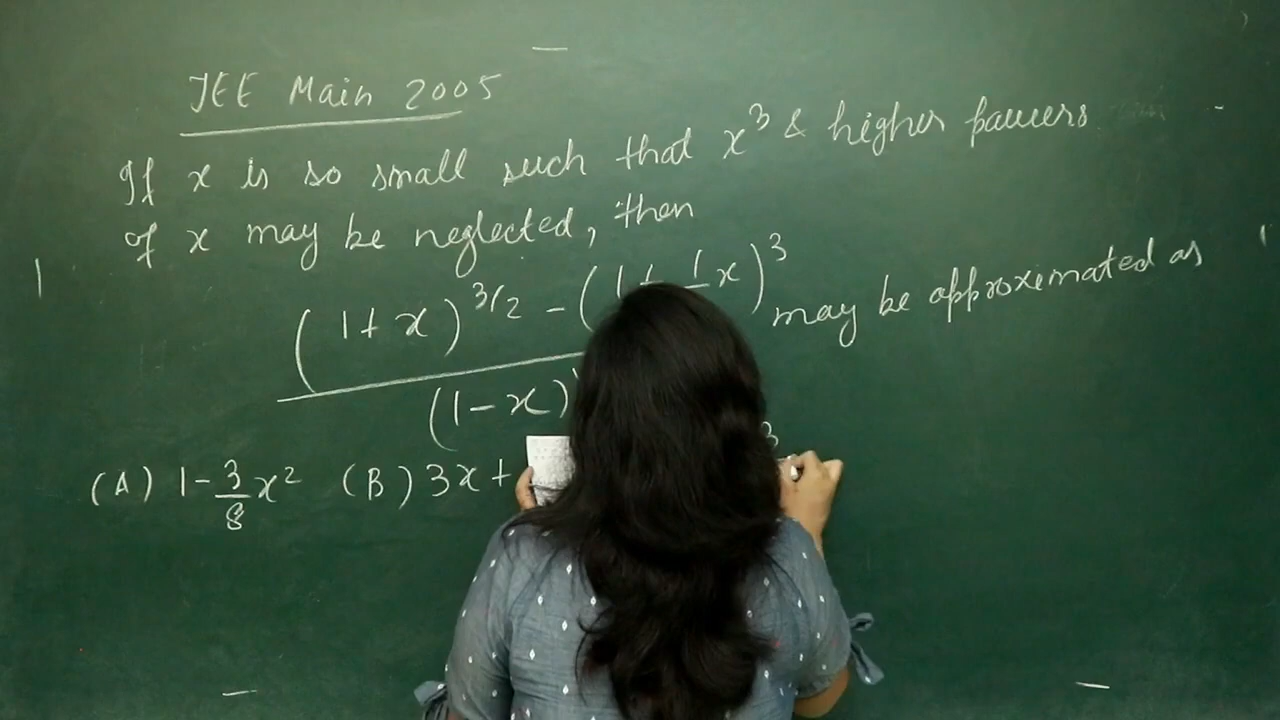 JEE Main 2005
If x is so small such that x³ & higher powers
of x may be neglected, then
(1+x)^3/2 - (1+ 1 x)³ may be approximated as
(1-x)
(A) 1-3/8 x² (B) 3x+ 3